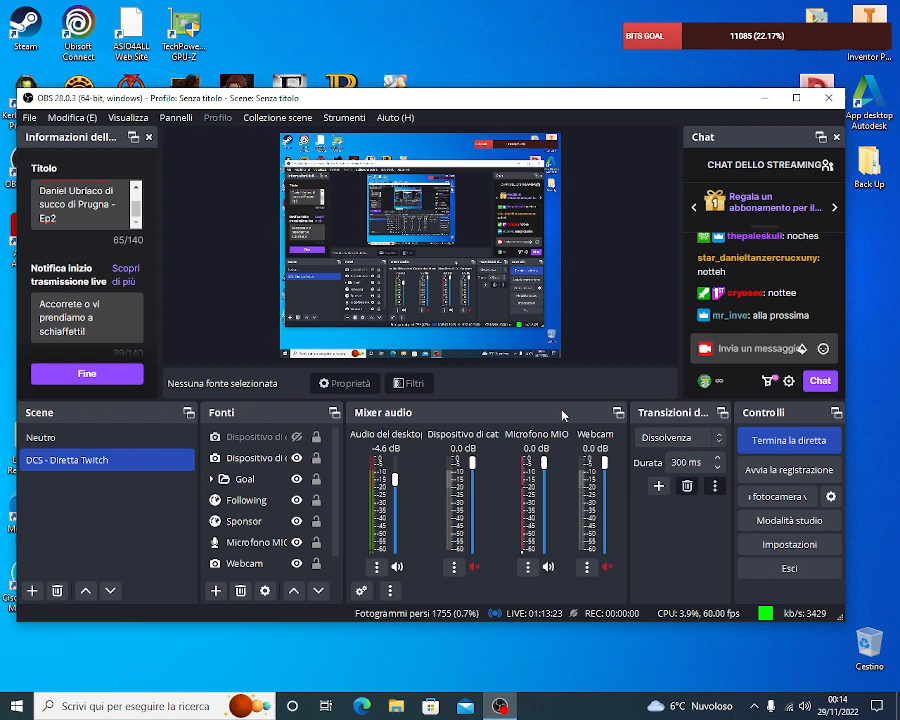 Steam
Ubisoft
Connect
ASIO4ALL
Web Site
TechPowe...
GPU-Z
BITS GOAL
11085 (22.17%)
Inventor P...
App desktop
Autodesk
Back Up
Cestino
OBS 28.0.3 (64-bit, windows) - Profilo: Senza titolo - Scene: Senza titolo
File
Modifica (E)
Visualizza
Pannelli
Profilo
Collezione scene
Strumenti
Aiuto (H)
Informazioni dell...
Titolo
Daniel Ubriaco di
succo di Prugna -
Ep2
65/140
Notifica inizio
trasmissione live
Scopri
di più
Accorrete o vi
prendiamo a
schiaffetti!
39/140
Fine
Nessuna fonte selezionata
Proprietà
Filtri
Chat
CHAT DELLO STREAMING
Regala un
abbonamento per il...
thepaleskull: noches
star_danieltanzercrucxuny:
notteh
cryosec: nottee
mr_inve: alla prossima
Invia un messaggi
Chat
Scene
Neutro
DCS - Diretta Twitch
Fonti
Dispositivo di c
Dispositivo di c
Goal
Following
Sponsor
Microfono MIO
Webcam
Mixer audio
Audio del deskto
-4.6 dB
Dispositivo di cat
0.0 dB
Microfono MIO
0.0 dB
Webcam
0.0 dB
Transizioni d...
Dissolvenza
Durata
300 ms
Controlli
Termina la diretta
Avvia la registrazione
fotocamera
Modalità studio
Impostazioni
Esci
Fotogrammi persi 1755 (0.7%)
LIVE: 01:13:23
REC: 00:00:00
CPU: 3.9%, 60.00 fps
kb/s: 3429
Scrivi qui per eseguire la ricerca
6°C Nuvoloso
00:14
29/11/2022